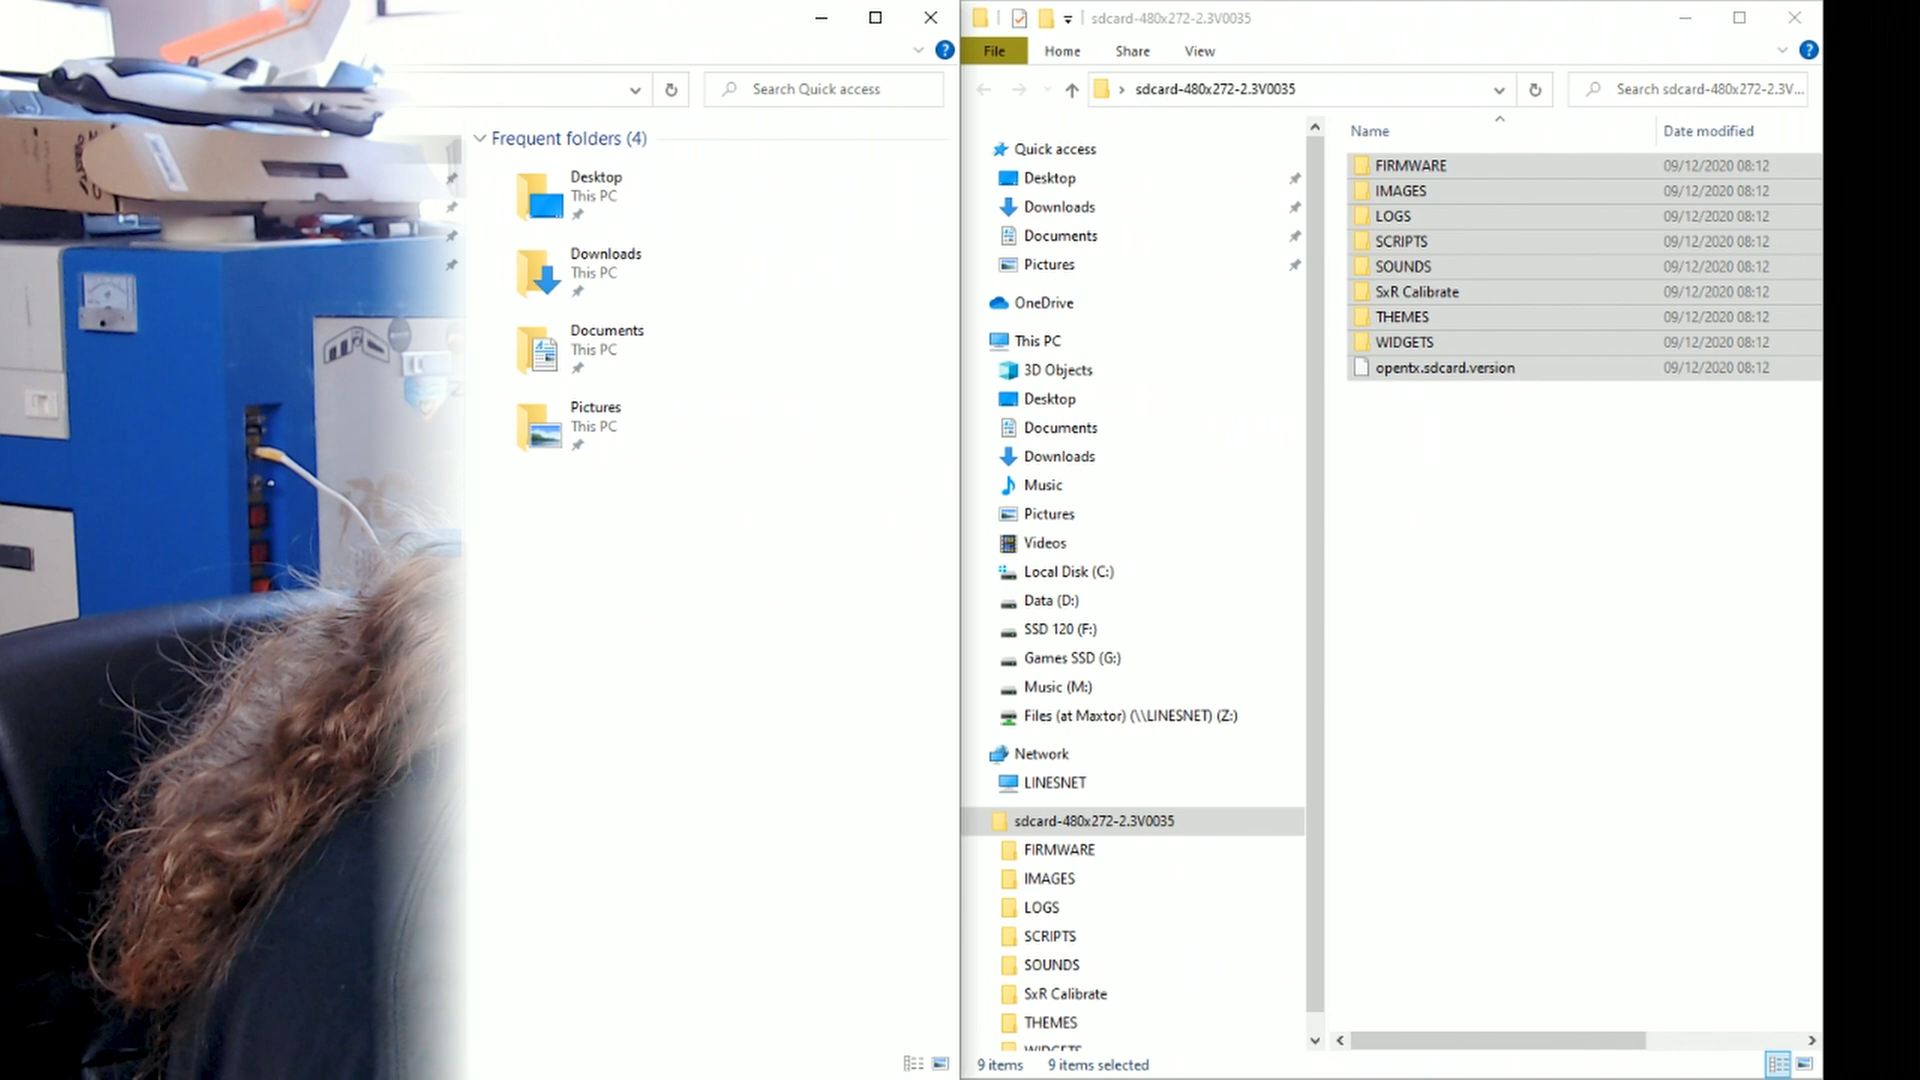 Search Quick access
Frequent folders (4)
Desktop
This PC
Downloads
This PC
Documents
This PC
Pictures
This PC
sdcard-480x272-2.3V0035
File
Home
Share
View
sdcard-480x272-2.3V0035
Search sdcard-480x272-2.3V...
Quick access
Desktop
Downloads
Documents
Pictures
OneDrive
This PC
3D Objects
Desktop
Documents
Downloads
Music
Pictures
Videos
Local Disk (C:)
Data (D:)
SSD 120 (F:)
Games SSD (G:)
Music (M:)
Files (at Maxtor) (\\LINESNET) (Z:)
Network
LINESNET
sdcard-480x272-2.3V0035
FIRMWARE
IMAGES
LOGS
SCRIPTS
SOUNDS
SxR Calibrate
THEMES
WIDGETS
Name Date modified
FIRMWARE 09/12/2020 08:12
IMAGES 09/12/2020 08:12
LOGS 09/12/2020 08:12
SCRIPTS 09/12/2020 08:12
SOUNDS 09/12/2020 08:12
SxR Calibrate 09/12/2020 08:12
THEMES 09/12/2020 08:12
WIDGETS 09/12/2020 08:12
opentx.sdcard.version 09/12/2020 08:12
9 items 9 items selected